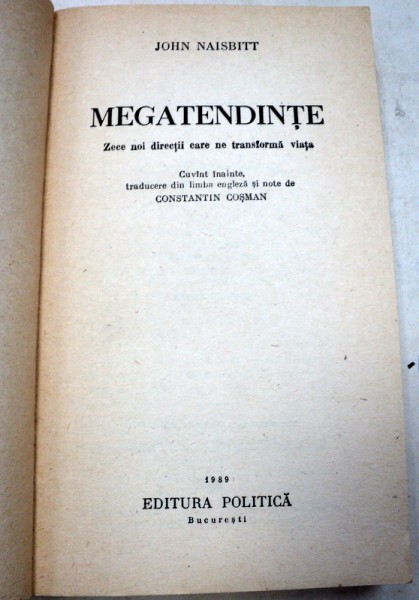 JOHN NAISBITT
MEGATENDINȚE
Zece noi direcții care ne transformă viața
Cuvînt înainte,
traducere din limba engleză și note de
CONSTANTIN COȘMAN
1989
EDITURA POLITICĂ
București